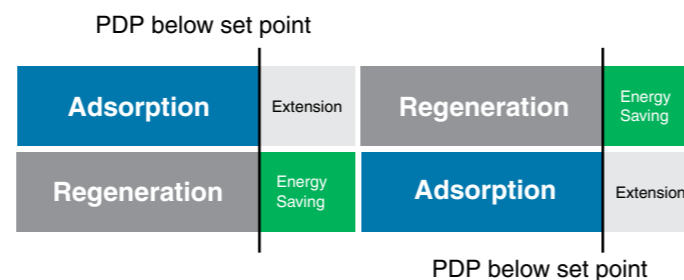 PDP below set point
Adsorption
Extension
Regeneration
Energy
Saving
Regeneration
Energy
Saving
Adsorption
Extension
PDP below set point